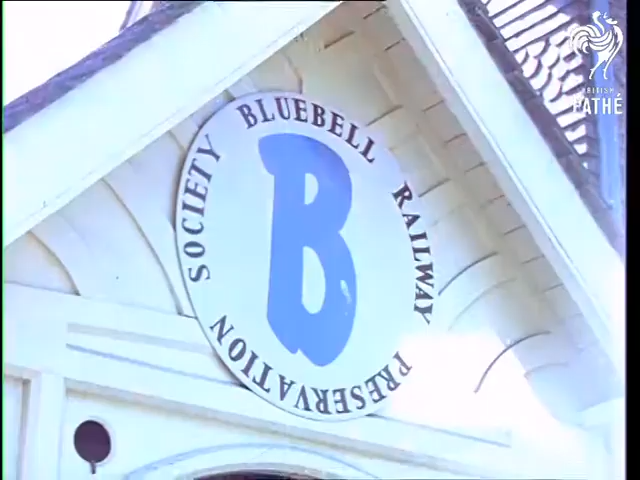 BLUEBELL RAILWAY PRESERVATION SOCIETY
B
BRITISH
PATHÉ